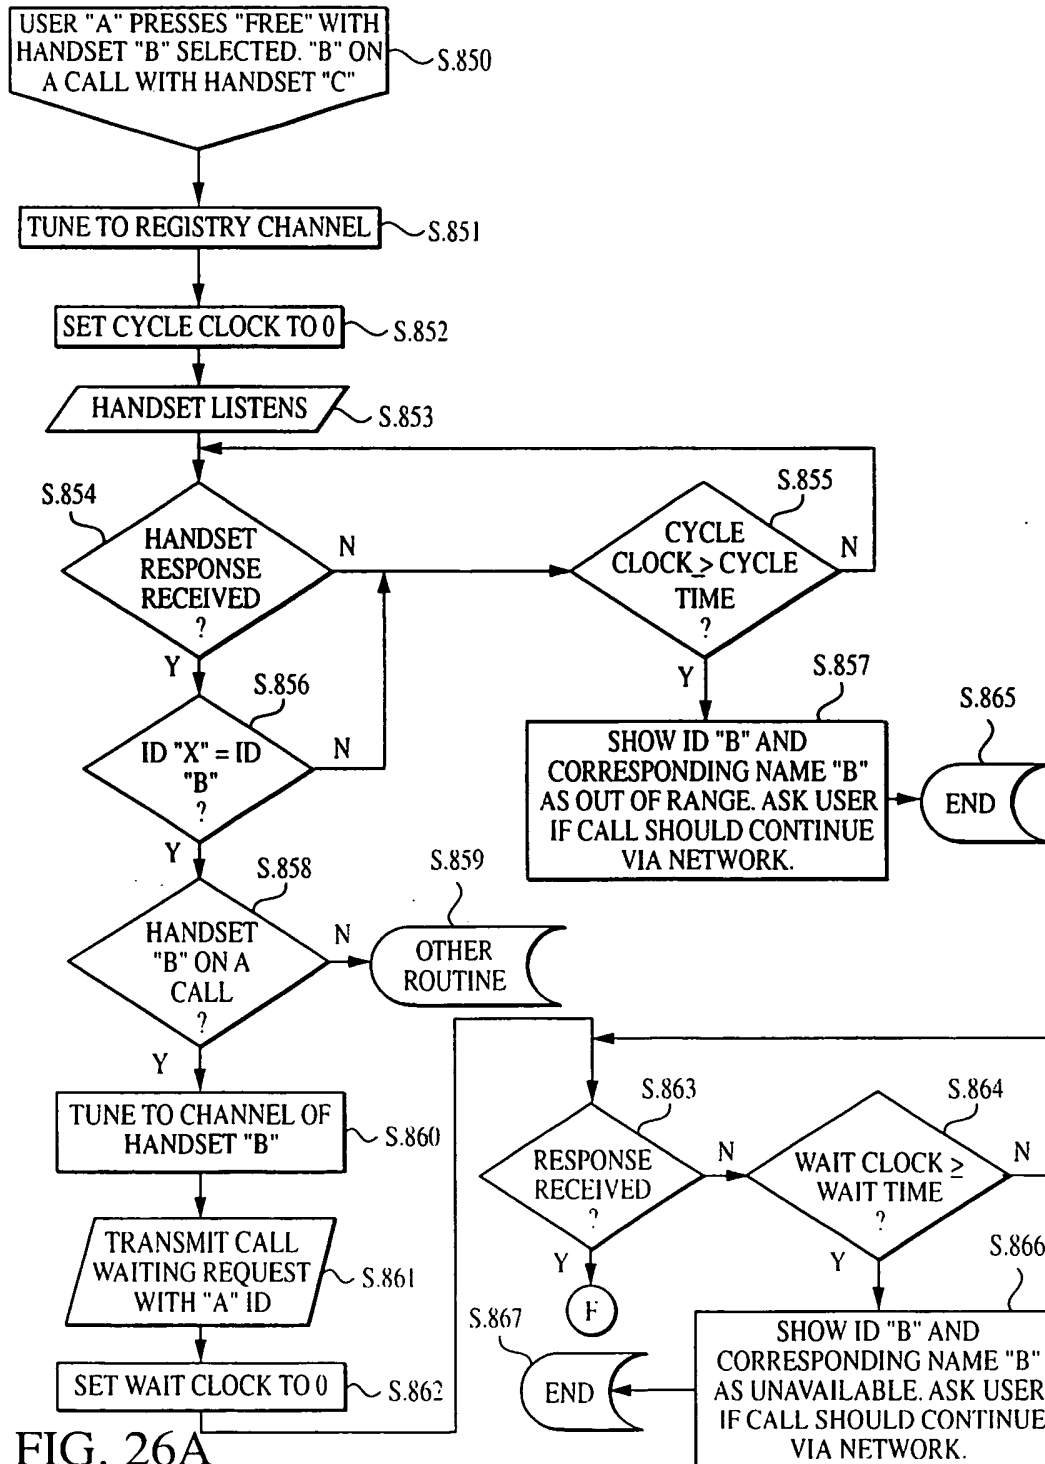 USER "A" PRESSES "FREE" WITH
HANDSET "B" SELECTED. "B" ON
A CALL WITH HANDSET "C"
S.850
TUNE TO REGISTRY CHANNEL
S.851
SET CYCLE CLOCK TO 0
S.852
HANDSET LISTENS
S.853
S.854
HANDSET
RESPONSE
RECEIVED
?
N
Y
S.855
CYCLE
CLOCK ≥ CYCLE
TIME
?
N
Y
S.856
ID "X" = ID
"B"
?
N
Y
S.857
SHOW ID "B" AND
CORRESPONDING NAME "B"
AS OUT OF RANGE. ASK USER
IF CALL SHOULD CONTINUE
VIA NETWORK.
S.865
END
S.858
HANDSET
"B" ON A
CALL
?
N
Y
S.859
OTHER
ROUTINE
TUNE TO CHANNEL OF
HANDSET "B"
S.860
TRANSMIT CALL
WAITING REQUEST
WITH "A" ID
S.861
SET WAIT CLOCK TO 0
S.862
S.863
RESPONSE
RECEIVED
?
N
Y
F
S.864
WAIT CLOCK ≥
WAIT TIME
?
N
Y
S.866
SHOW ID "B" AND
CORRESPONDING NAME "B"
AS UNAVAILABLE. ASK USER
IF CALL SHOULD CONTINUE
VIA NETWORK.
S.867
END
FIG. 26A